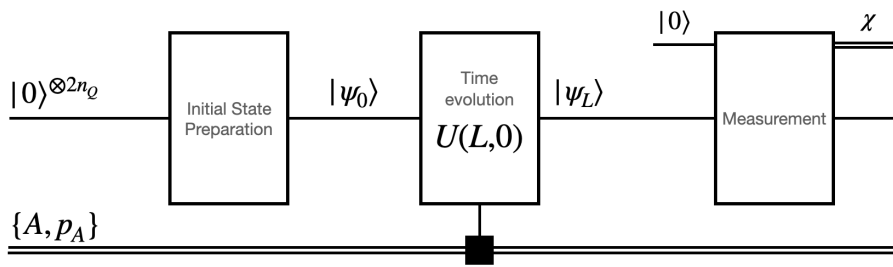 |0⟩ χ
|0⟩^{⊗2n_Q} |ψ_0⟩ Time |ψ_L⟩
evolution
Initial State
Preparation
U(L,0)
Measurement
{A, p_A}